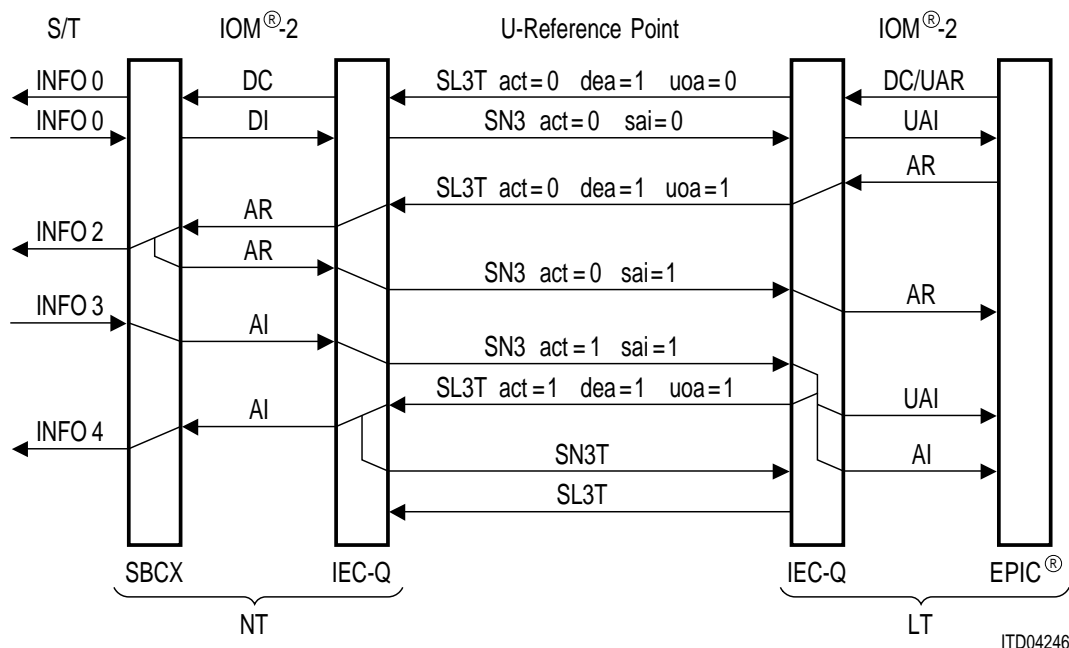 S/T IOM®-2 U-Reference Point IOM®-2
INFO 0 DC SL3T act=0 dea=1 uoa=0 DC/UAR
INFO 0 DI SN3 act=0 sai=0 UAI
AR
SL3T act=0 dea=1 uoa=1
AR
INFO 2
AR
SN3 act=0 sai=1
AR
INFO 3
AI
SN3 act=1 sai=1
SL3T act=1 dea=1 uoa=1
UAI
AI
INFO 4
SN3T AI
SL3T
SBCX IEC-Q IEC-Q EPIC®
NT LT
ITD04246